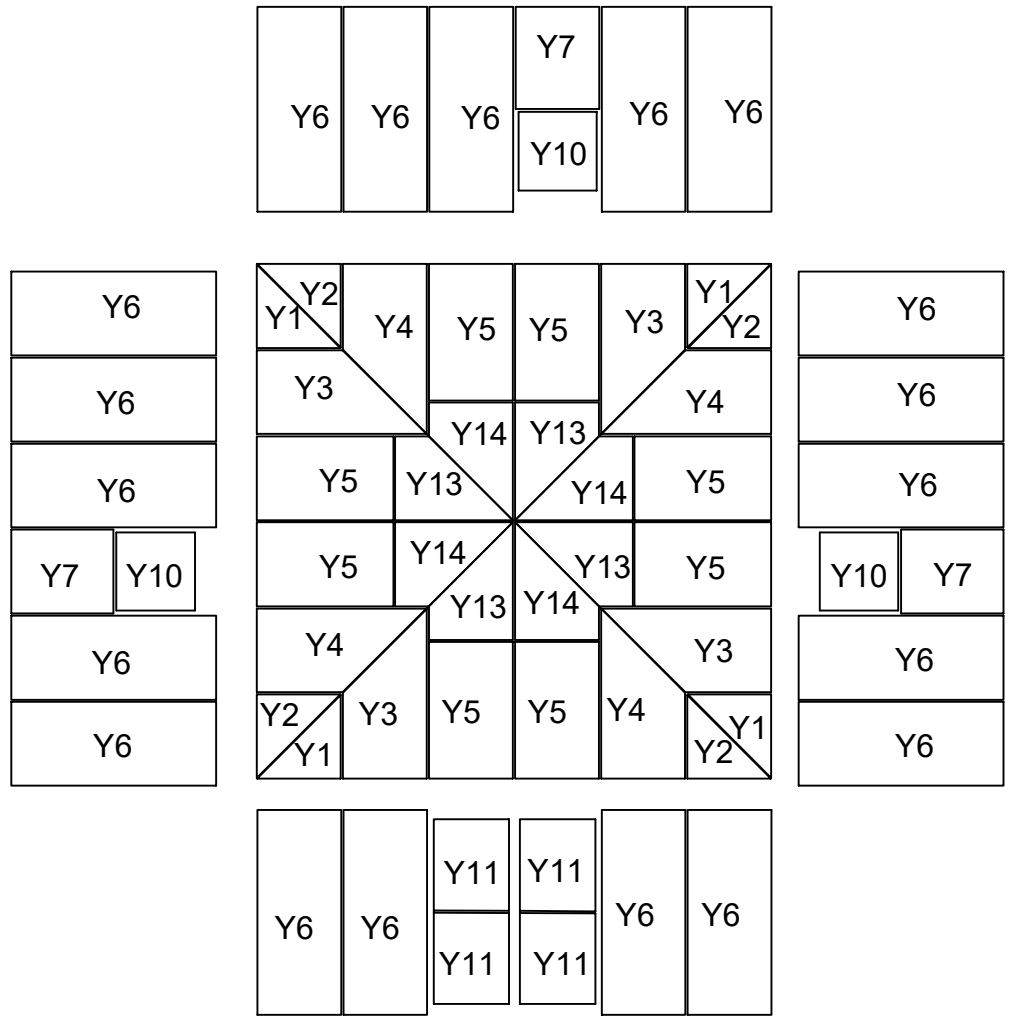 Y6 Y6 Y6 Y7 Y6 Y6
Y10
Y1 Y2 Y4 Y5 Y5 Y3 Y1 Y2
Y3 Y4
Y14 Y13
Y5 Y13 Y14 Y5
Y5 Y14 Y13 Y5
Y13 Y14
Y4 Y3
Y2 Y1 Y3 Y5 Y5 Y4 Y2 Y1
Y6
Y6
Y6
Y7 Y10
Y6
Y6
Y6
Y6
Y6
Y10 Y7
Y6
Y6
Y6 Y6 Y11 Y11 Y6 Y6
Y11 Y11